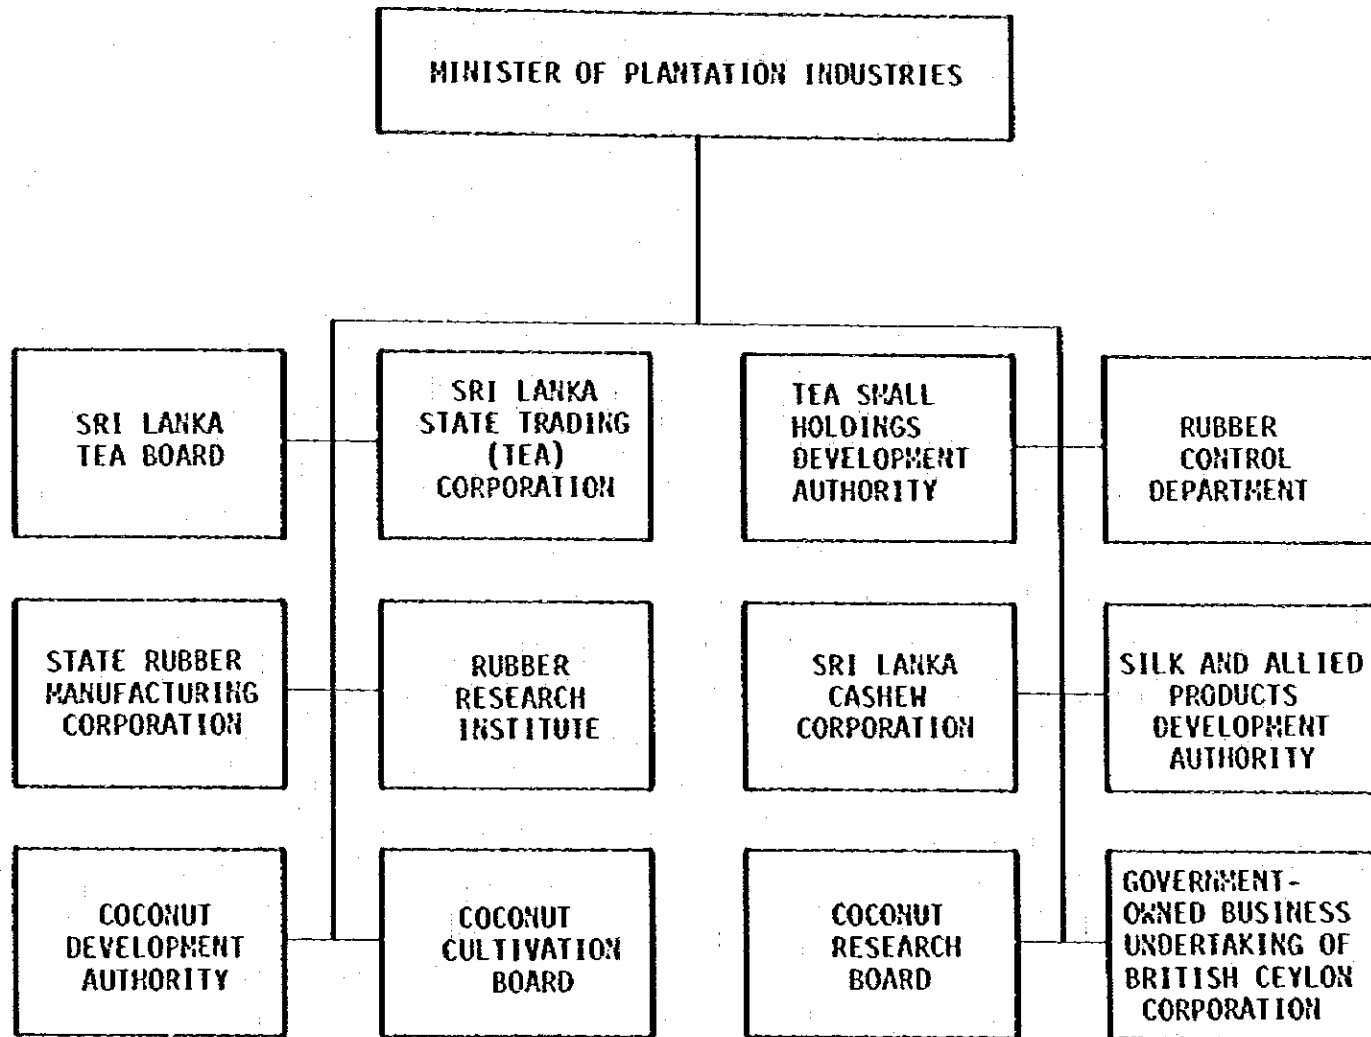 MINISTER OF PLANTATION INDUSTRIES
SRI LANKA
TEA BOARD
SRI LANKA
STATE TRADING
(TEA)
CORPORATION
TEA SMALL
HOLDINGS
DEVELOPMENT
AUTHORITY
RUBBER
CONTROL
DEPARTMENT
STATE RUBBER
MANUFACTURING
CORPORATION
RUBBER
RESEARCH
INSTITUTE
SRI LANKA
CASHEW
CORPORATION
SILK AND ALLIED
PRODUCTS
DEVELOPMENT
AUTHORITY
COCONUT
DEVELOPMENT
AUTHORITY
COCONUT
CULTIVATION
BOARD
COCONUT
RESEARCH
BOARD
GOVERNMENT-
OWNED BUSINESS
UNDERTAKING OF
BRITISH CEYLON
CORPORATION